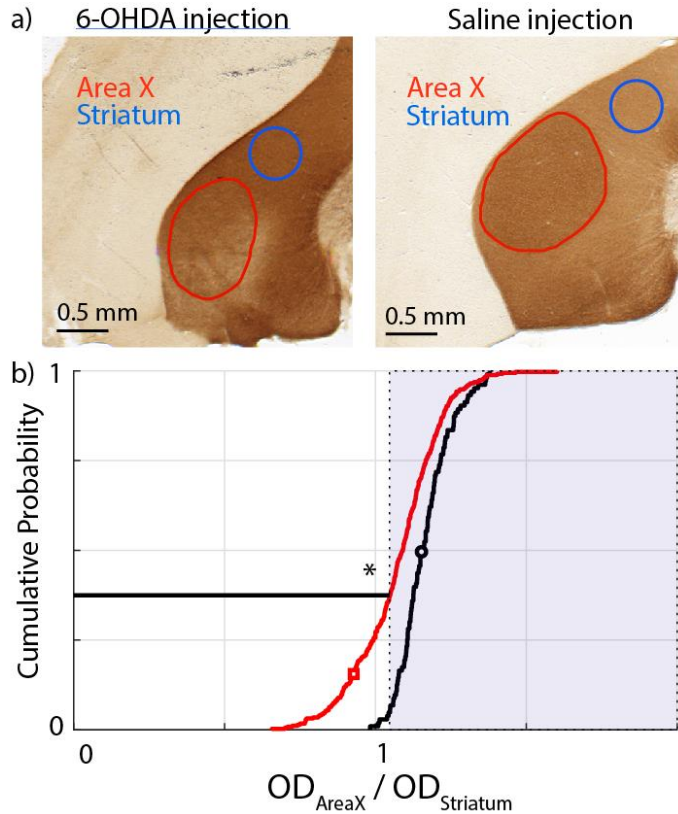 a) 6-OHDA injection
Saline injection
Area X
Striatum
0.5 mm
Area X
Striatum
0.5 mm
b)
1
Cumulative Probability
*
0
0
1
OD AreaX / OD Striatum